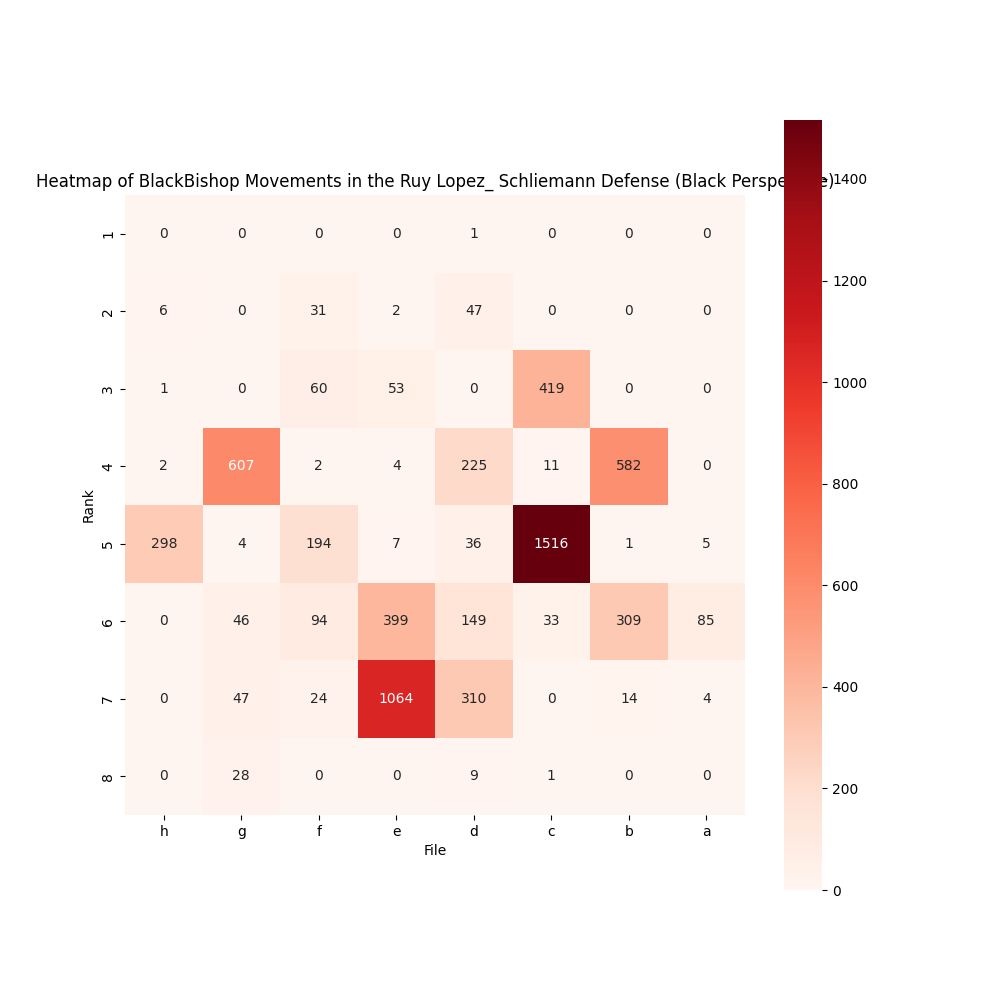 Heatmap of BlackBishop Movements in the Ruy Lopez_ Schliemann Defense (Black Perspe    e)
1 0 0 0 0 1 0 0 0
2 6 0 31 2 47 0 0 0
3 1 0 60 53 0 419 0 0
4 2 607 2 4 225 11 582 0
5 298 4 194 7 36 1516 1 5
6 0 46 94 399 149 33 309 85
7 0 47 24 1064 310 0 14 4
8 0 28 0 0 9 1 0 0
h g f e d c b a
File
Rank
1400
1200
1000
800
600
400
200
0